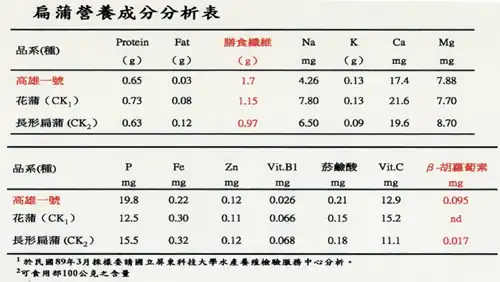 扁蒲營養成分分析表
品系(種) Protein Fat 膳食纖維 Na K Ca Mg
(g) (g) (g) mg (g) mg mg
高雄一號 0.65 0.03 1.7 4.26 0.13 17.4 7.88
花蒲 (CK1) 0.73 0.08 1.15 7.80 0.13 21.6 7.70
長形扁蒲 (CK2) 0.63 0.12 0.97 6.50 0.09 19.6 8.70
品系(種) P Fe Zn Vit.B1 菸鹼酸 Vit.C β-胡蘿蔔素
mg mg mg mg mg mg mg
高雄一號 19.8 0.22 0.12 0.026 0.21 12.9 0.095
花蒲 (CK1) 12.5 0.30 0.11 0.066 0.15 15.2 nd
長形扁蒲 (CK2) 15.5 0.32 0.12 0.068 0.18 11.1 0.017
1 於民國89年3月採樣委請國立屏東科技大學水產養殖檢驗服務中心分析。
2 可食用部100公克之含量